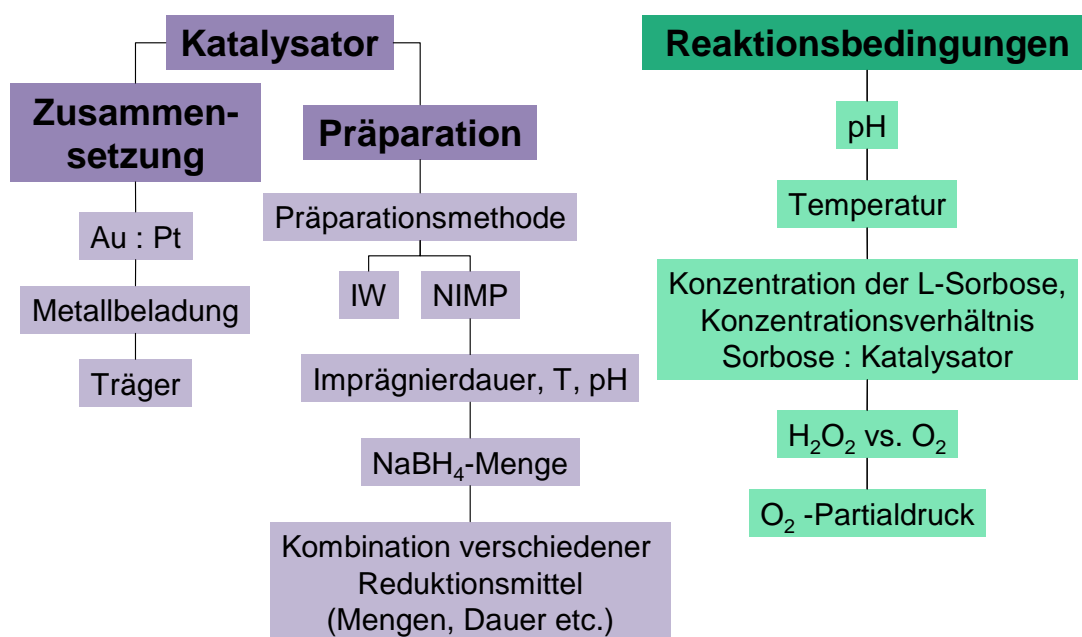 Katalysator
Zusammen-
setzung
Au : Pt
Metallbeladung
Träger
Präparation
Präparationsmethode
IW
NIMP
Imprägnierdauer, T, pH
NaBH₄-Menge
Kombination verschiedener
Reduktionsmittel
(Mengen, Dauer etc.)
Reaktionsbedingungen
pH
Temperatur
Konzentration der L-Sorbose,
Konzentrationsverhältnis
Sorbose : Katalysator
H₂O₂ vs. O₂
O₂ -Partialdruck